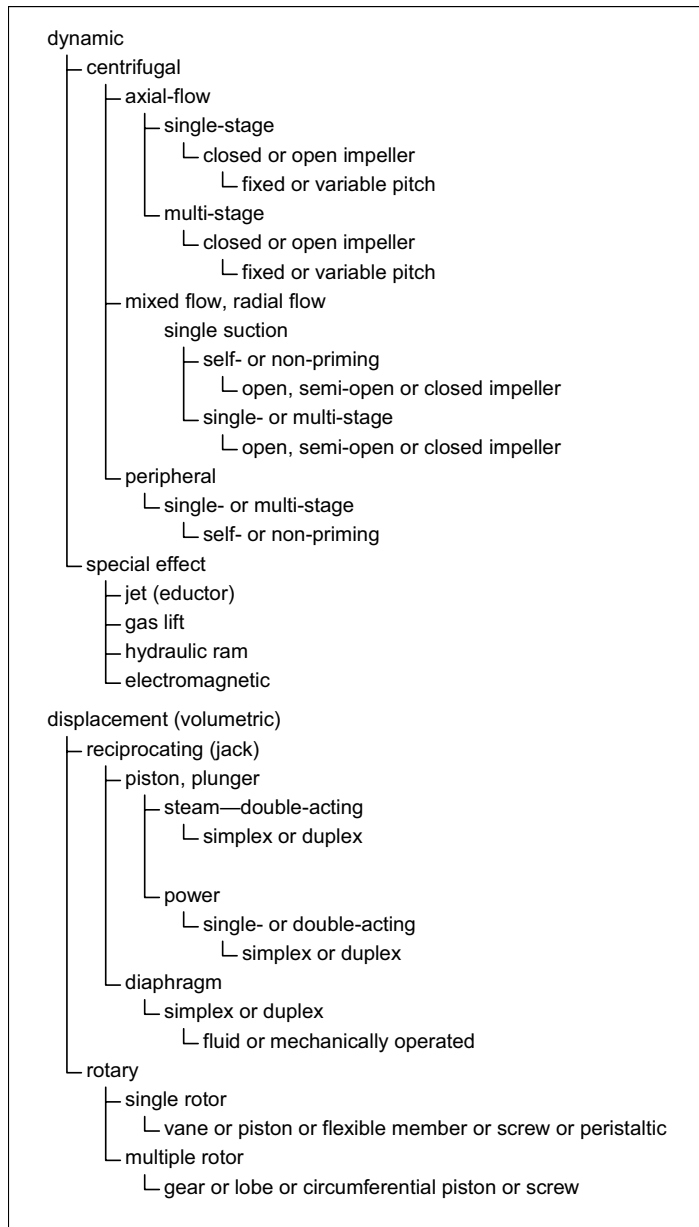 dynamic
centrifugal
axial-flow
single-stage
closed or open impeller
fixed or variable pitch
multi-stage
closed or open impeller
fixed or variable pitch
mixed flow, radial flow
single suction
self- or non-priming
open, semi-open or closed impeller
single- or multi-stage
open, semi-open or closed impeller
peripheral
single- or multi-stage
self- or non-priming
special effect
jet (eductor)
gas lift
hydraulic ram
electromagnetic
displacement (volumetric)
reciprocating (jack)
piston, plunger
steam—double-acting
simplex or duplex
power
single- or double-acting
simplex or duplex
diaphragm
simplex or duplex
fluid or mechanically operated
rotary
single rotor
vane or piston or flexible member or screw or peristaltic
multiple rotor
gear or lobe or circumferential piston or screw